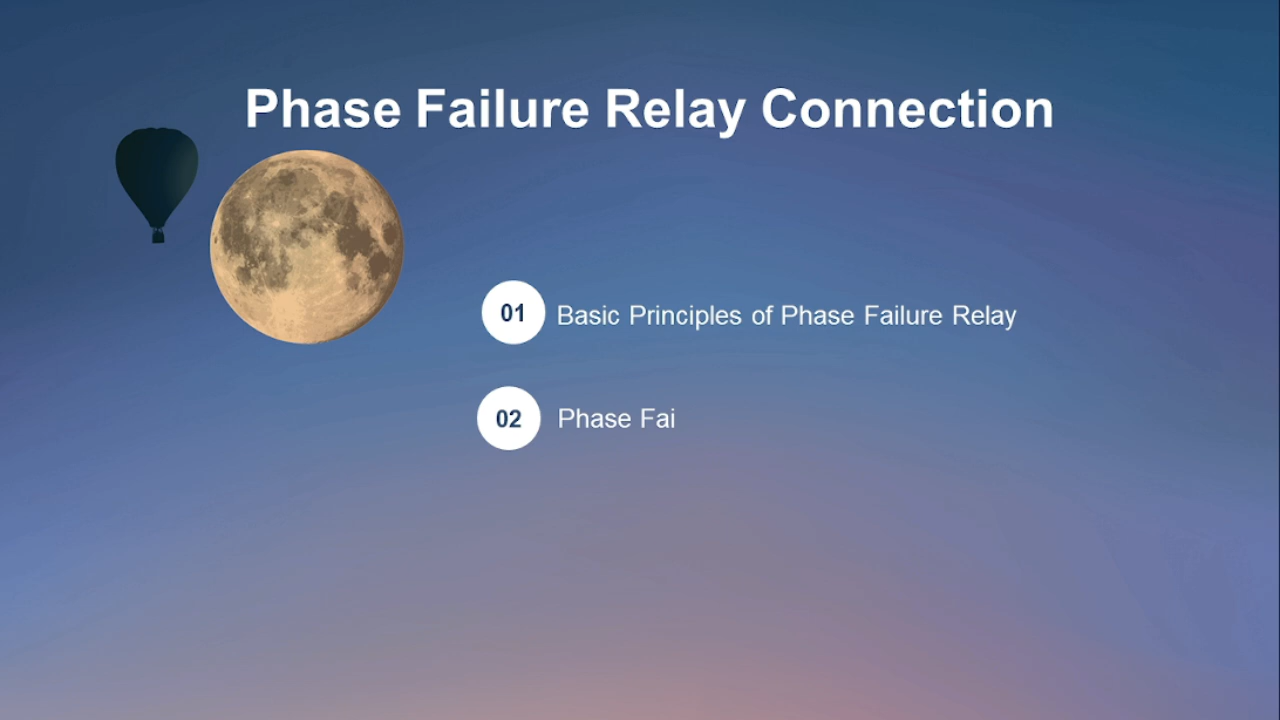 Phase Failure Relay Connection
01 Basic Principles of Phase Failure Relay
02 Phase Fai